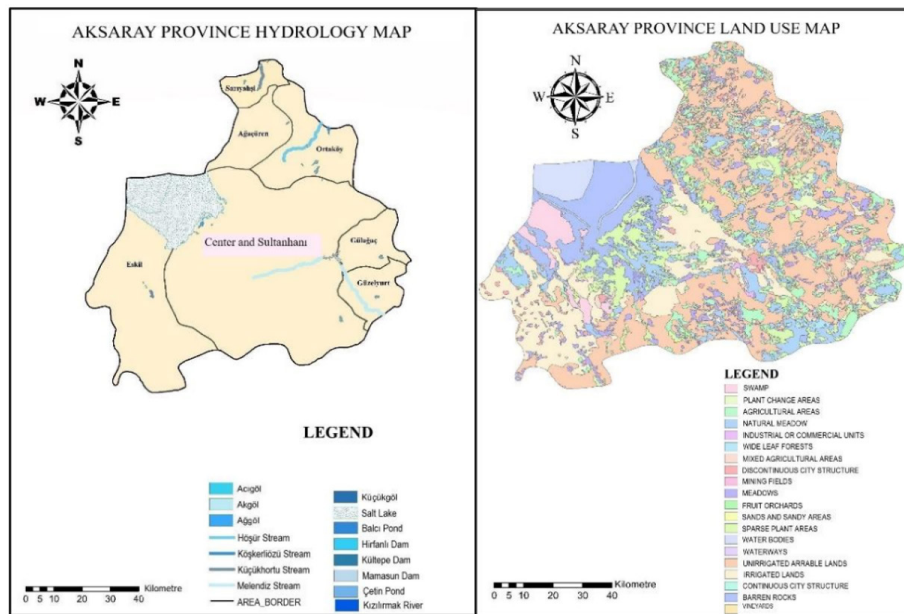 AKSARAY PROVINCE HYDROLOGY MAP
N
W E
S
Sarıyahşi
Ağaçören
Ortaköy
Center and Sultanhanı
Eskil
Gülağaç
Güzelyurt
LEGEND
Acıgöl
Akgöl
Aggöl
Höşür Stream
Köşkerliözü Stream
Küçükhortu Stream
Melendiz Stream
AREA_BORDER
Küçükgöl
Salt Lake
Balcı Pond
Hirfanlı Dam
Kültepe Dam
Mamasun Dam
Çetin Pond
Kızılırmak River
Kilometre
0 5 10 20 30 40
AKSARAY PROVINCE LAND USE MAP
N
W E
S
LEGEND
SWAMP
PLANT CHANGE AREAS
AGRICULTURAL AREAS
NATURAL MEADOW
INDUSTRIAL OR COMMERCIAL UNITS
WIDE LEAF FORESTS
MIXED AGRICULTURAL AREAS
DISCONTINUOUS CITY STRUCTURE
MINING FIELDS
MEADOWS
FRUIT ORCHARDS
SANDS AND SANDY AREAS
SPARSE PLANT AREAS
WATER BODIES
WATERWAYS
UNIRRIGATED ARRABLE LANDS
IRRIGATED LANDS
CONTINUOUS CITY STRUCTURE
BARREN ROCKS
VINEYARDS
Kilometre
0 5 10 20 30 40